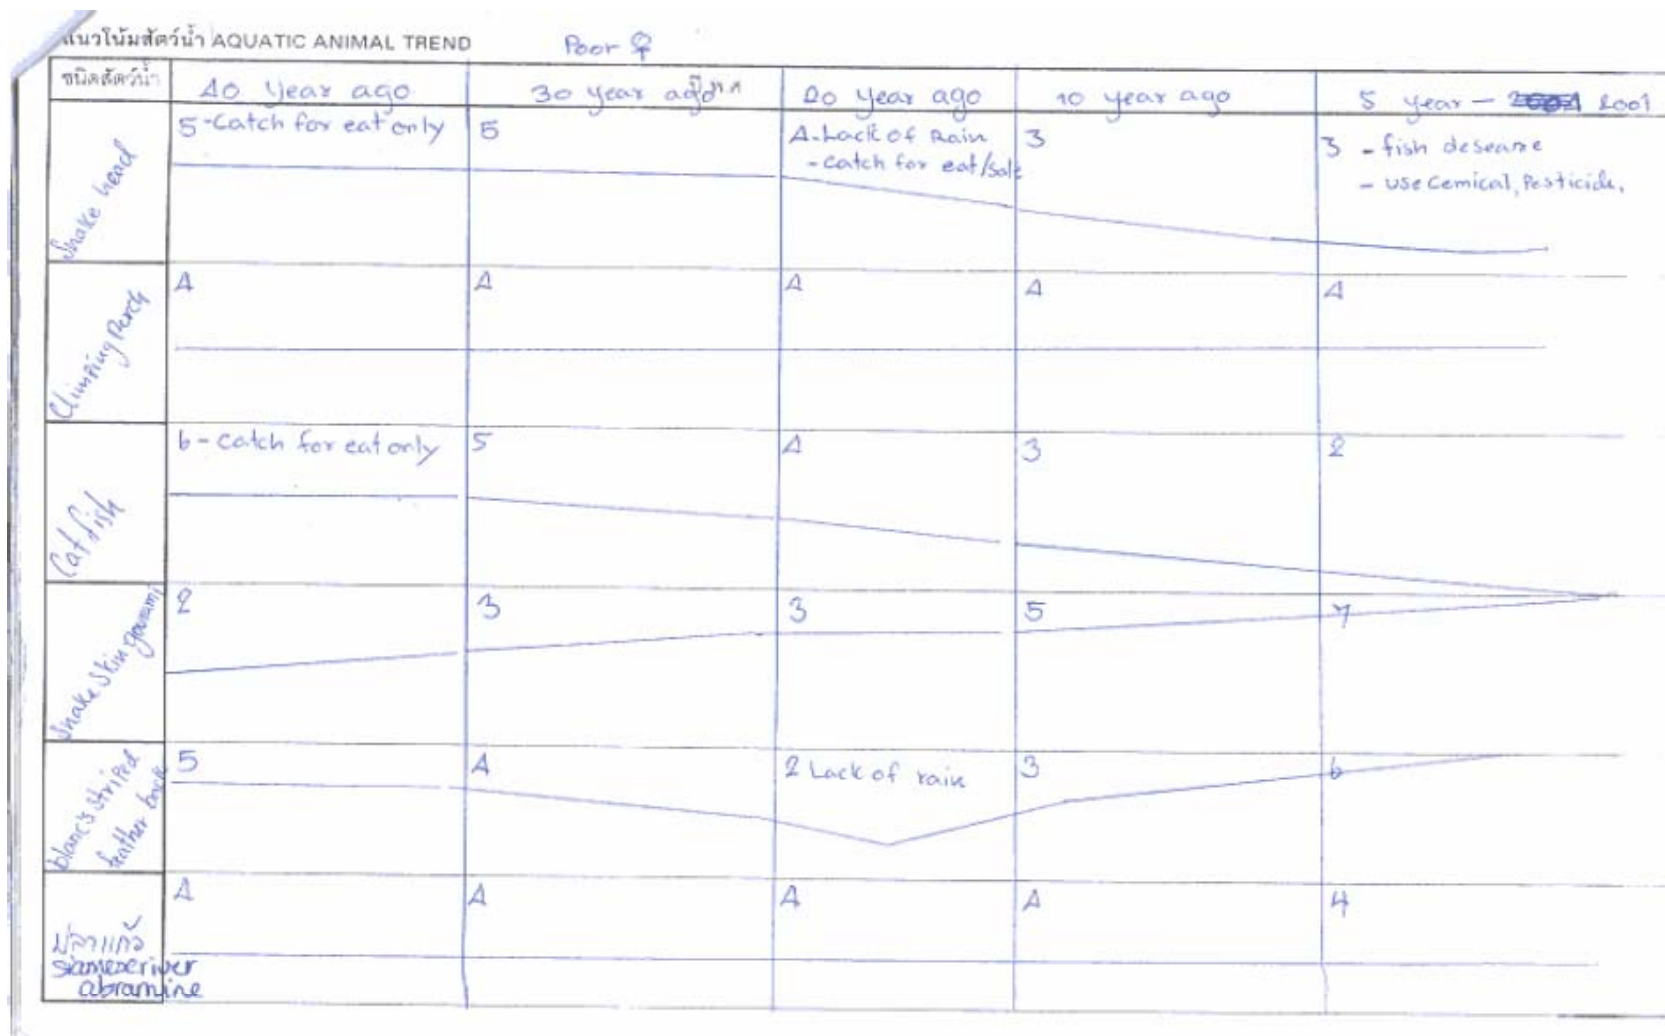 แนวโน้มสัตว์น้ำ AQUATIC ANIMAL TREND Poor ♀
ชนิดสัตว์น้ำ 40 Year ago 30 year ago 20 year ago 10 year ago 5 year – 2001
Snake head
5 - Catch for eat only
5
4. Lack of Rain
- catch for eat/sale
3
3 - fish deseare
- use cemical, Pesticide.
Climping Perch
4
4
4
4
4
Cat fish
6 - Catch for eat only
5
4
3
2
Snake Skin gourami
2
3
3
5
7
blanc's striped
feather back
5
4
2 Lack of rain
3
6
ปลาแก้ว
siameseriver
abramine
4
4
4
4
4